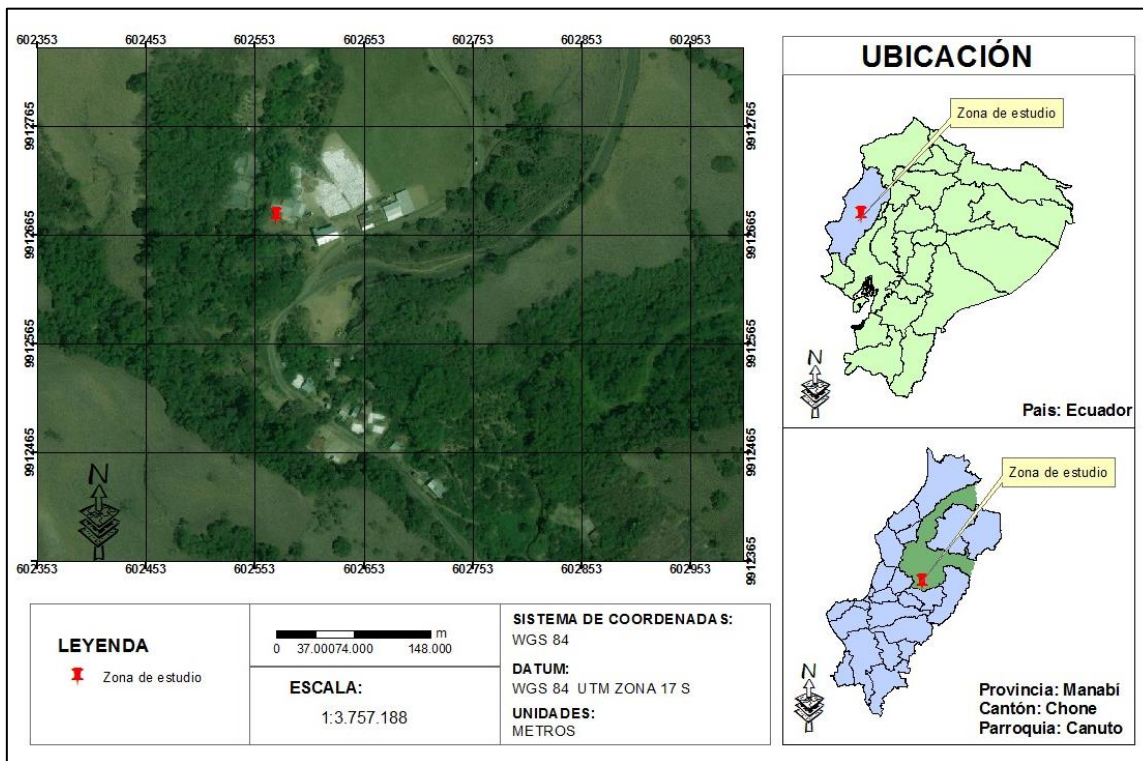 602353 602453 602553 602653 602753 602853 602953
9912765 9912765
9912665 9912665
9912565 9912565
9912465 9912465
9912365
602353 602453 602553 602653 602753 602853 602953
N
LEYENDA
Zona de estudio
m
0 37.00074.000 148.000
ESCALA:
1:3.757.188
SISTEMA DE COORDENADAS:
WGS 84
DATUM:
WGS 84 UTM ZONA 17 S
UNIDADES:
METROS
UBICACIÓN
Zona de estudio
N
Pais: Ecuador
Zona de estudio
N
Provincia: Manabí
Cantón: Chone
Parroquia: Canuto